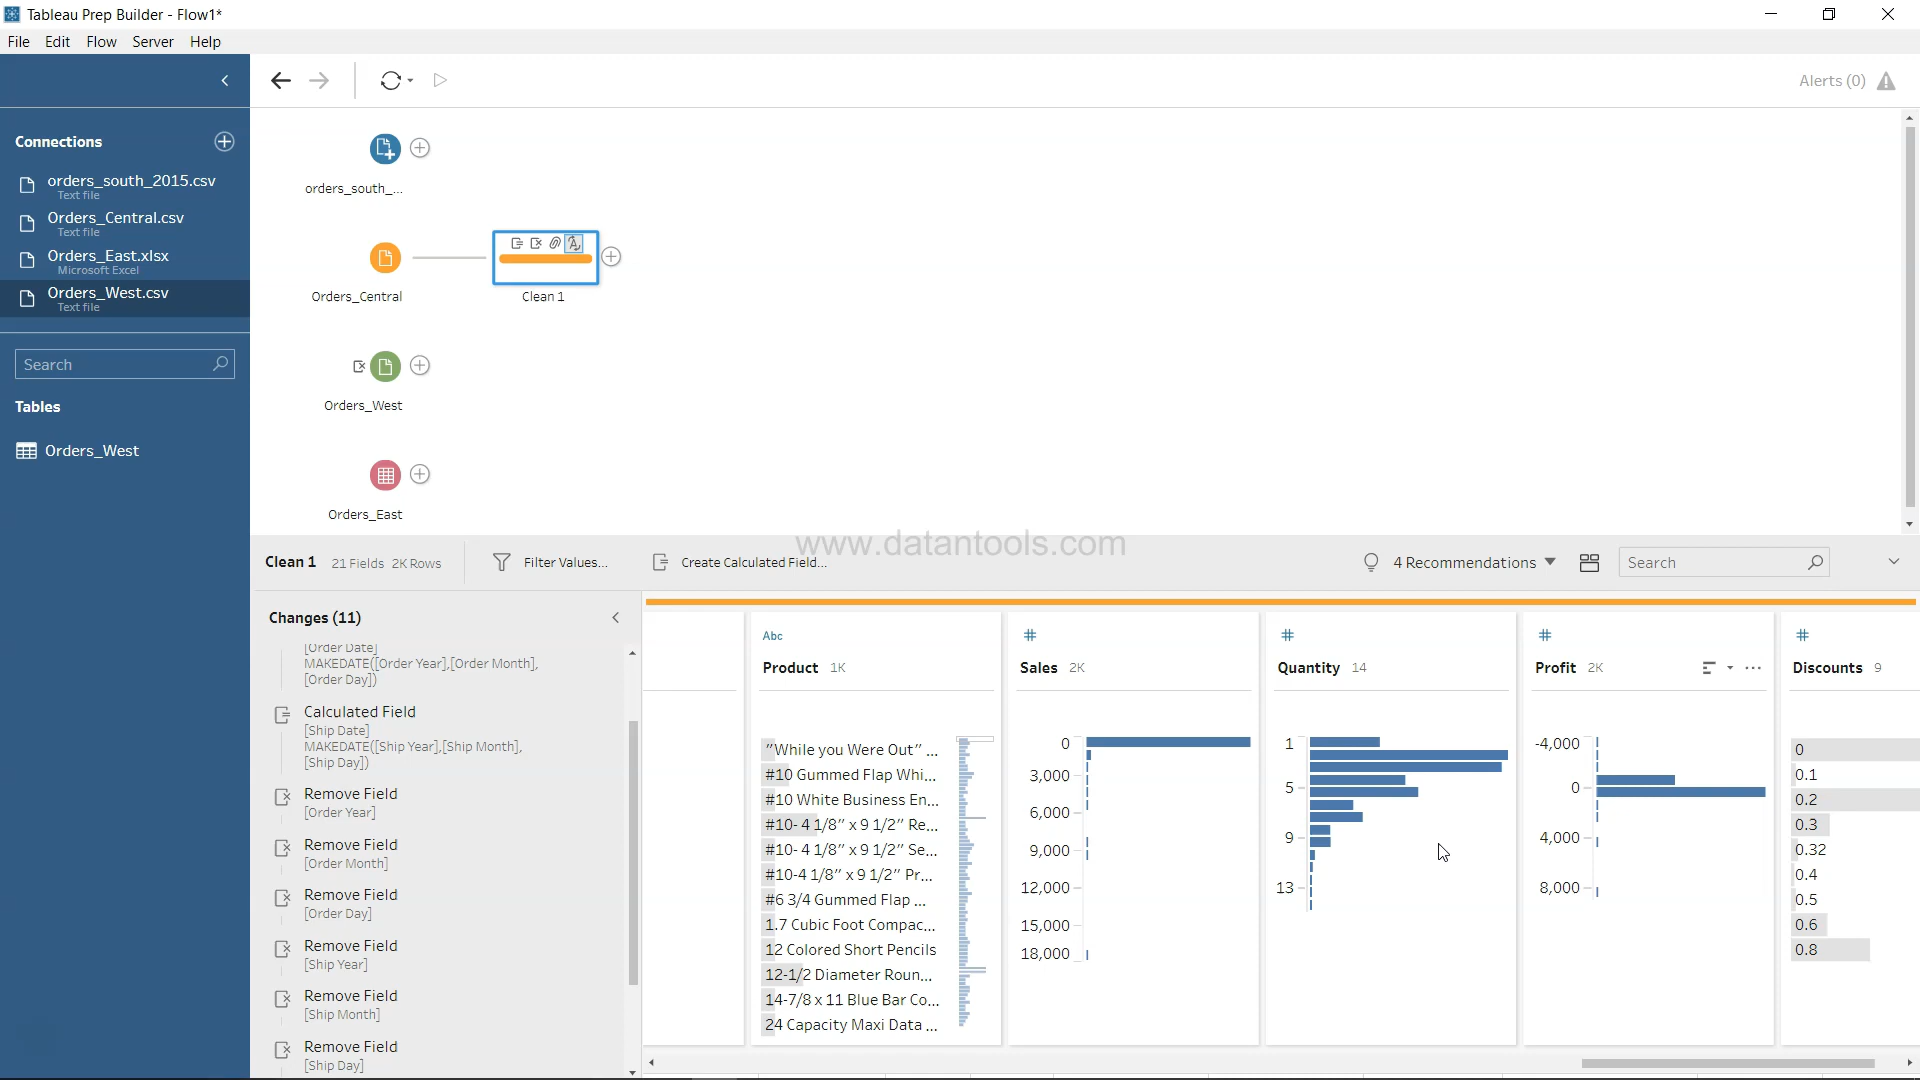 Tableau Prep Builder - Flow1*
File Edit Flow Server Help
Alerts (0)
Connections
orders_south_2015.csv
Text file
Orders_Central.csv
Text file
Orders_East.xlsx
Microsoft Excel
Orders_West.csv
Text file
Search
Tables
Orders_West
orders_south_...
Orders_Central
Clean 1
Orders_West
Orders_East
www.datantools.com
Clean 1 21 Fields 2K Rows
Filter Values...
Create Calculated Field...
4 Recommendations
Search
Changes (11)
[Order Date]
MAKEDATE([Order Year],[Order Month],
[Order Day])
Calculated Field
[Ship Date]
MAKEDATE([Ship Year],[Ship Month],
[Ship Day])
Remove Field
[Order Year]
Remove Field
[Order Month]
Remove Field
[Order Day]
Remove Field
[Ship Year]
Remove Field
[Ship Month]
Remove Field
[Ship Day]
Abc
Product 1K
"While you Were Out" ...
#10 Gummed Flap Whi...
#10 White Business En...
#10- 4 1/8" x 9 1/2" Re...
#10- 4 1/8" x 9 1/2" Se...
#10-4 1/8" x 9 1/2" Pr...
#6 3/4 Gummed Flap ...
1.7 Cubic Foot Compac...
12 Colored Short Pencils
12-1/2 Diameter Roun...
14-7/8 x 11 Blue Bar Co...
24 Capacity Maxi Data ...
#
Sales 2K
0
3,000
6,000
9,000
12,000
15,000
18,000
#
Quantity 14
1
5
9
13
#
Profit 2K
-4,000
0
4,000
8,000
#
Discounts 9
0
0.1
0.2
0.3
0.32
0.4
0.5
0.6
0.8